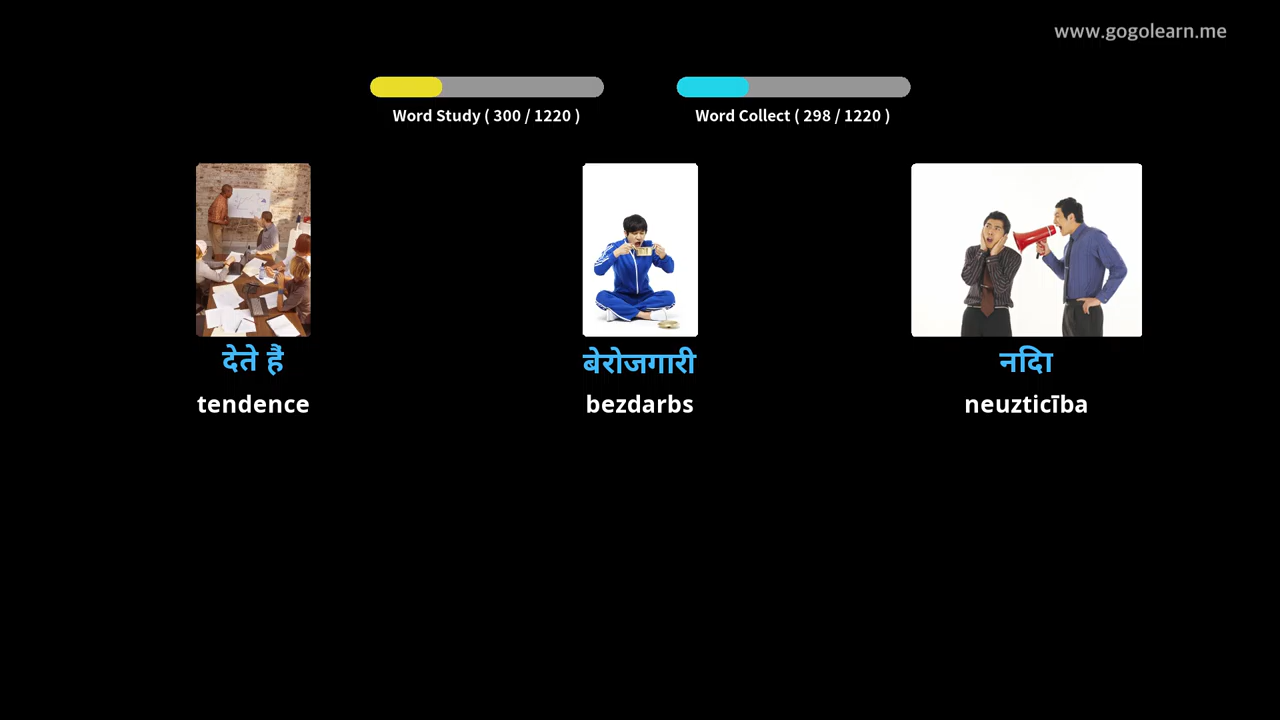 www.gogolearn.me
Word Study ( 300 / 1220 )
Word Collect ( 298 / 1220 )
देते हैं
बेरोजगारी
नदिा
tendence
bezdarbs
neuzticība